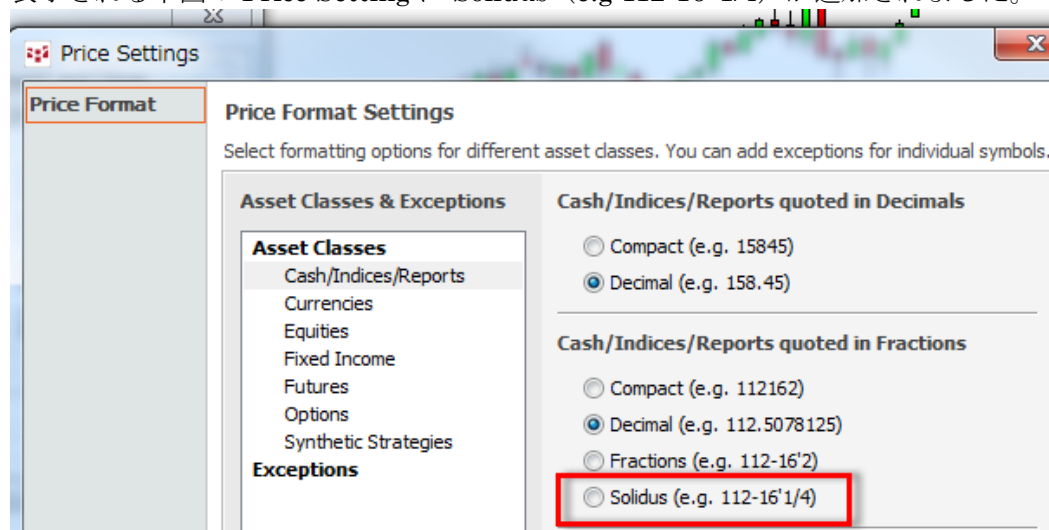 Price Settings
Price Format
Price Format Settings
Select formatting options for different asset classes. You can add exceptions for individual symbols.
Asset Classes & Exceptions
Asset Classes
Cash/Indices/Reports
Currencies
Equities
Fixed Income
Futures
Options
Synthetic Strategies
Exceptions
Cash/Indices/Reports quoted in Decimals
Compact (e.g. 15845)
Decimal (e.g. 158.45)
Cash/Indices/Reports quoted in Fractions
Compact (e.g. 112162)
Decimal (e.g. 112.5078125)
Fractions (e.g. 112-16'2)
Solidus (e.g. 112-16'1/4)